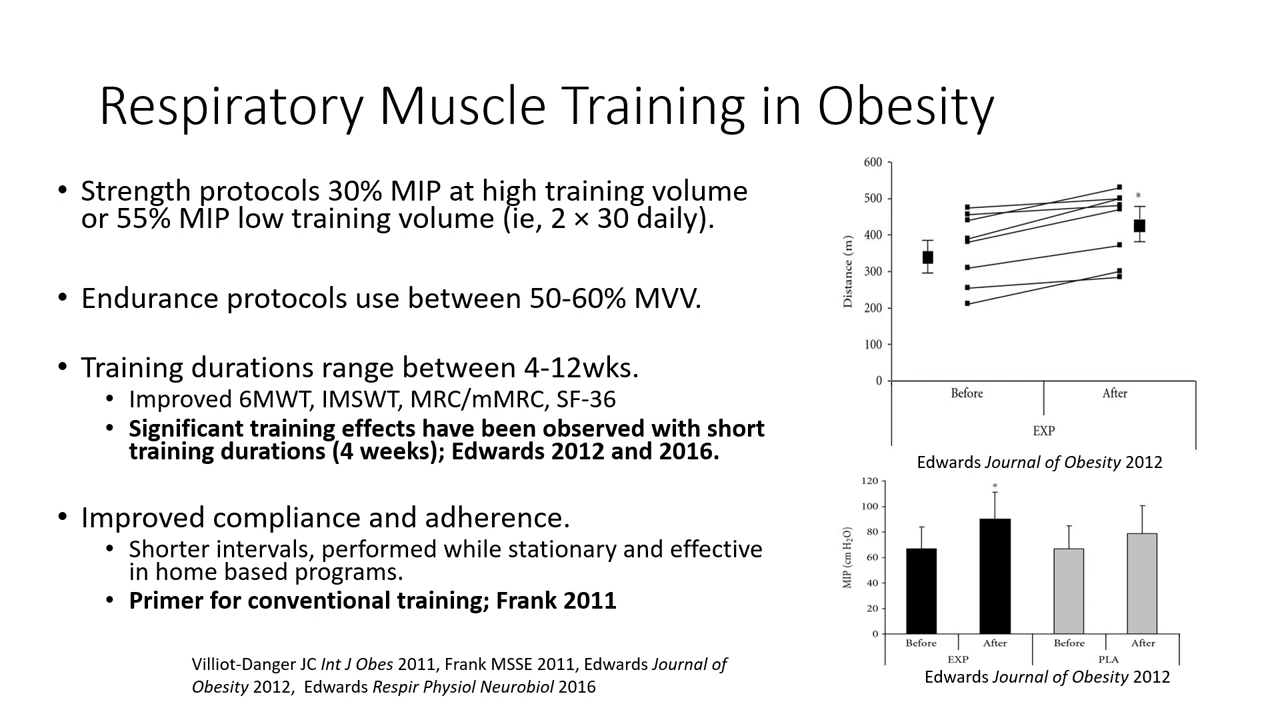 Respiratory Muscle Training in Obesity
• Strength protocols 30% MIP at high training volume
or 55% MIP low training volume (ie, 2 × 30 daily).
• Endurance protocols use between 50-60% MVV.
• Training durations range between 4-12wks.
• Improved 6MWT, IMSWT, MRC/mMRC, SF-36
• Significant training effects have been observed with short
training durations (4 weeks); Edwards 2012 and 2016.
• Improved compliance and adherence.
• Shorter intervals, performed while stationary and effective
in home based programs.
• Primer for conventional training; Frank 2011
Villiot-Danger JC Int J Obes 2011, Frank MSSE 2011, Edwards Journal of
Obesity 2012, Edwards Respir Physiol Neurobiol 2016
600
500
400
300
200
100
0
Distance (m)
*
Before After
EXP
Edwards Journal of Obesity 2012
120
100
80
60
40
20
0
MIP (cm H₂O)
*
Before After Before After
EXP PLA
Edwards Journal of Obesity 2012